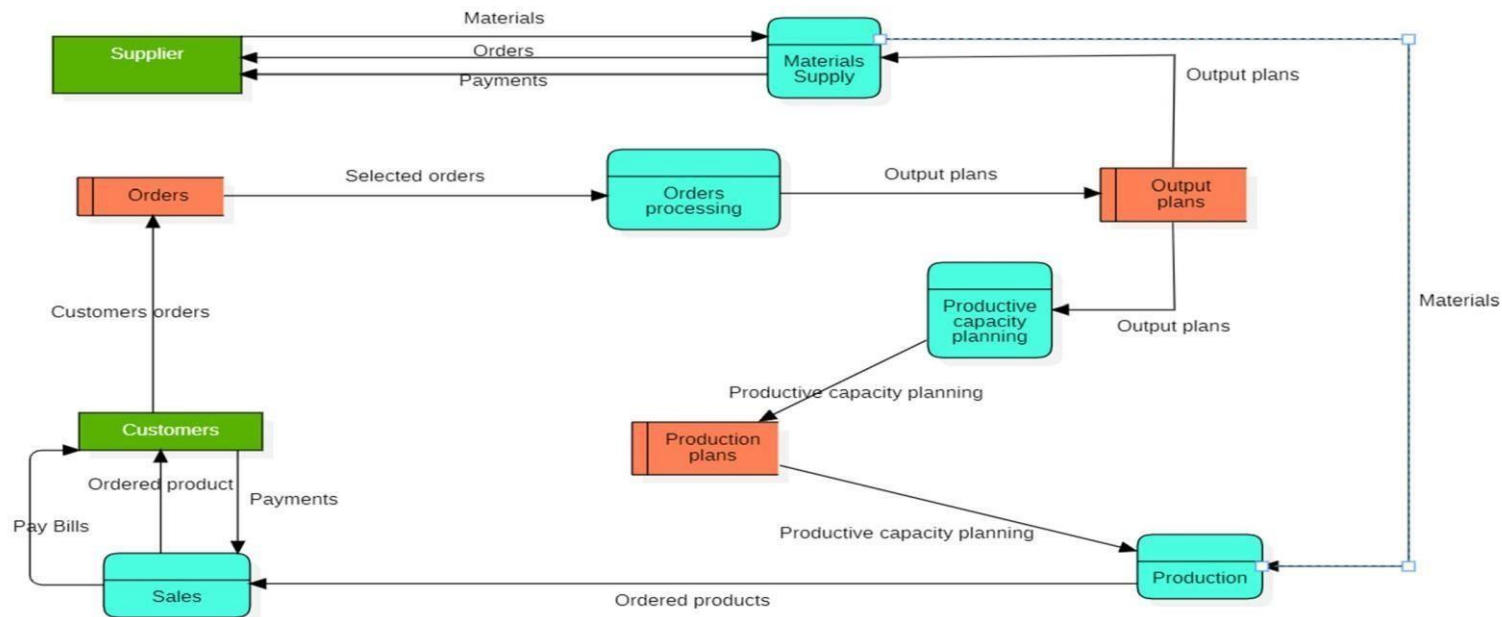 Materials
Supplier
Orders
Materials
Supply
Payments
Output plans
Orders
Selected orders
Orders
processing
Output plans
Output
plans
Productive
capacity
planning
Materials
Customers orders
Output plans
Productive capacity planning
Customers
Production
plans
Ordered product
Payments
Pay Bills
Productive capacity planning
Production
Sales
Ordered products